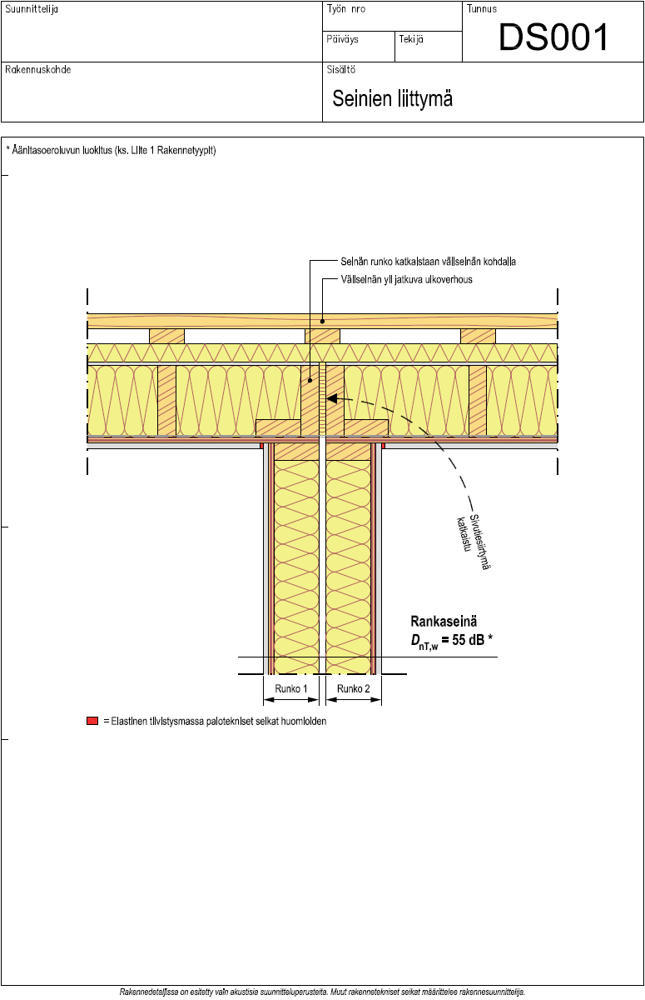 Suunnittelija
Työn nro
Tunnus
DS001
Päiväys
Tekijä
Rakennuskohde
Sisältö
Seinien liittymä
* Äänitasoeroluvun luokitus (ks. Liite 1 Rakennetyypit)
Seinän runko katkaistaan väliseinän kohdalla
Väliseinän yli jatkuva ulkoverhous
Sivutiesiirtymä
katkaistu
Rankaseinä
DnT,w = 55 dB *
Runko 1
Runko 2
= Elastinen tiivistysmassa palotekniset seikat huomioiden
Rakennedetaljissa on esitetty vain akustisia suunnitteluperusteita. Muut rakennetekniset seikat määrittelee rakennesuunnittelija.